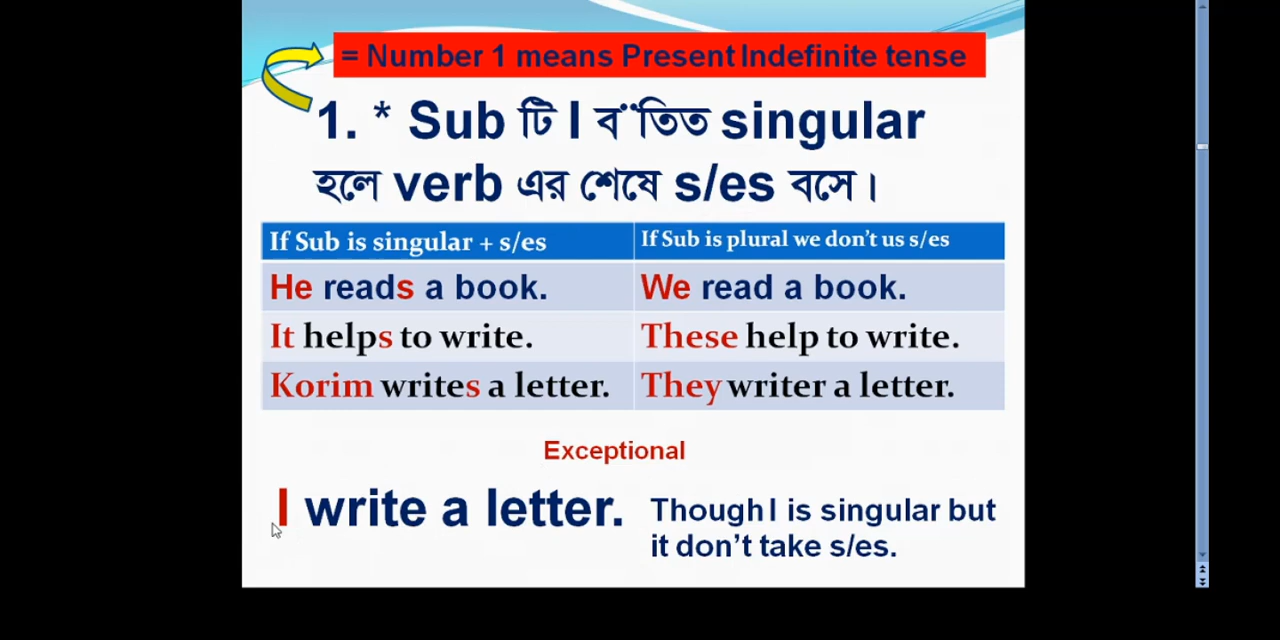 = Number 1 means Present Indefinite tense
1. * Sub টি I ব¨তিত singular
হলে verb এর শেষে s/es বসে।
If Sub is singular + s/es
If Sub is plural we don't us s/es
He reads a book.
We read a book.
It helps to write.
These help to write.
Korim writes a letter.
They writer a letter.
Exceptional
I write a letter.
Though I is singular but
it don't take s/es.